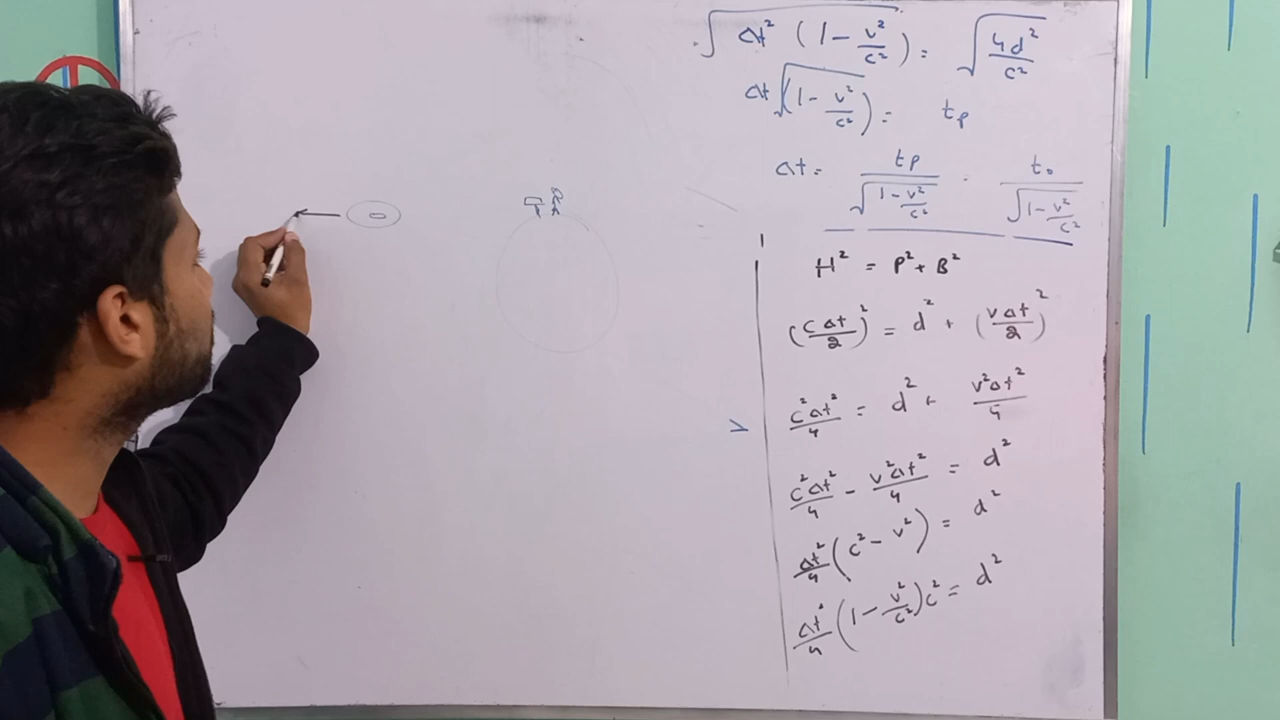 √Δt² (1 - v²/c²) = √4d²/c²
Δt √(1 - v²/c²) = tp
Δt = tp/√1 - v²/c² = t₀/√1 - v²/c²
H² = P² + B²
(cΔt/2)² = d² + (vΔt/2)²
c²Δt²/4 = d² + v²Δt²/4
c²Δt²/4 - v²Δt²/4 = d²
Δt²/4 (c² - v²) = d²
Δt²/4 (1 - v²/c²)c² = d²